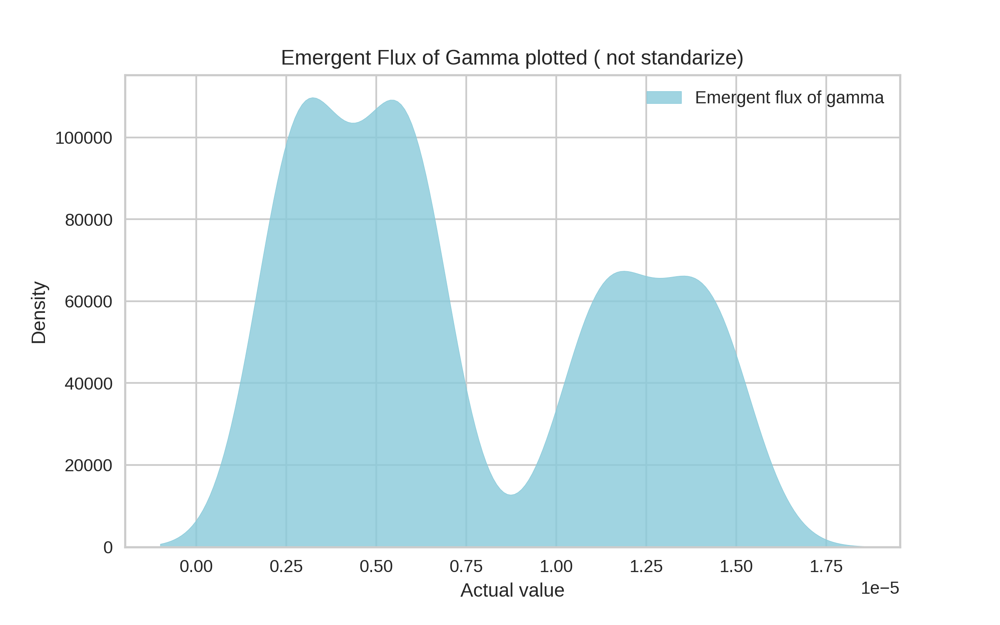 Emergent Flux of Gamma plotted ( not standarize)
Emergent flux of gamma
100000
80000
60000
40000
20000
0
Density
0.00 0.25 0.50 0.75 1.00 1.25 1.50 1.75
1e−5
Actual value